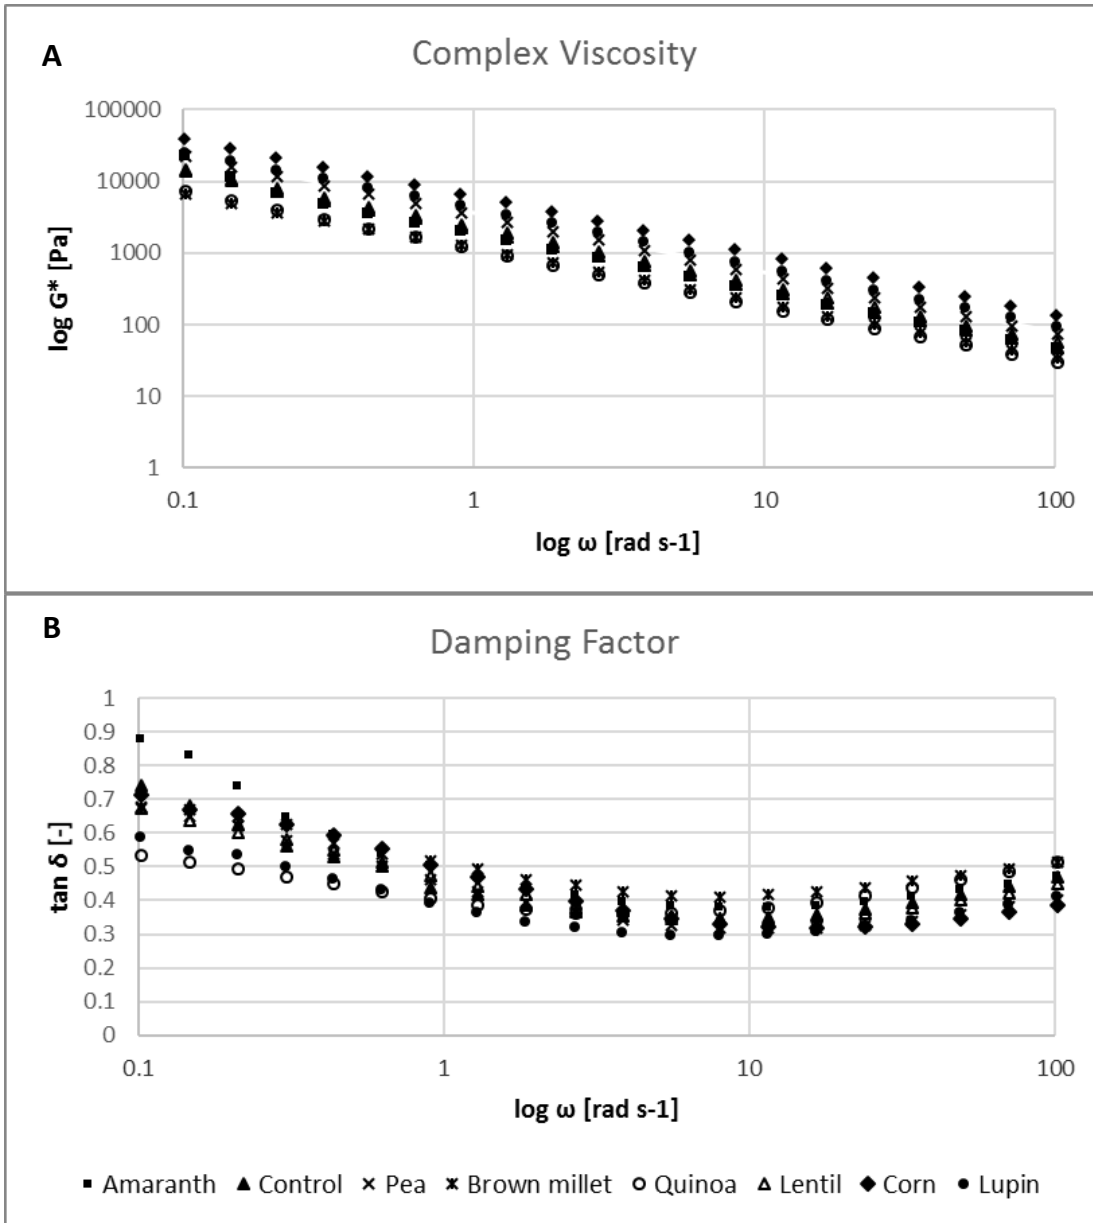 A
Complex Viscosity
100000
10000
1000
100
10
1
log G* [Pa]
0.1 1 10 100
log ω [rad s-1]
B
Damping Factor
1
0.9
0.8
0.7
0.6
0.5
0.4
0.3
0.2
0.1
0
tan δ [-]
0.1 1 10 100
log ω [rad s-1]
Amaranth Control Pea Brown millet Quinoa Lentil Corn Lupin